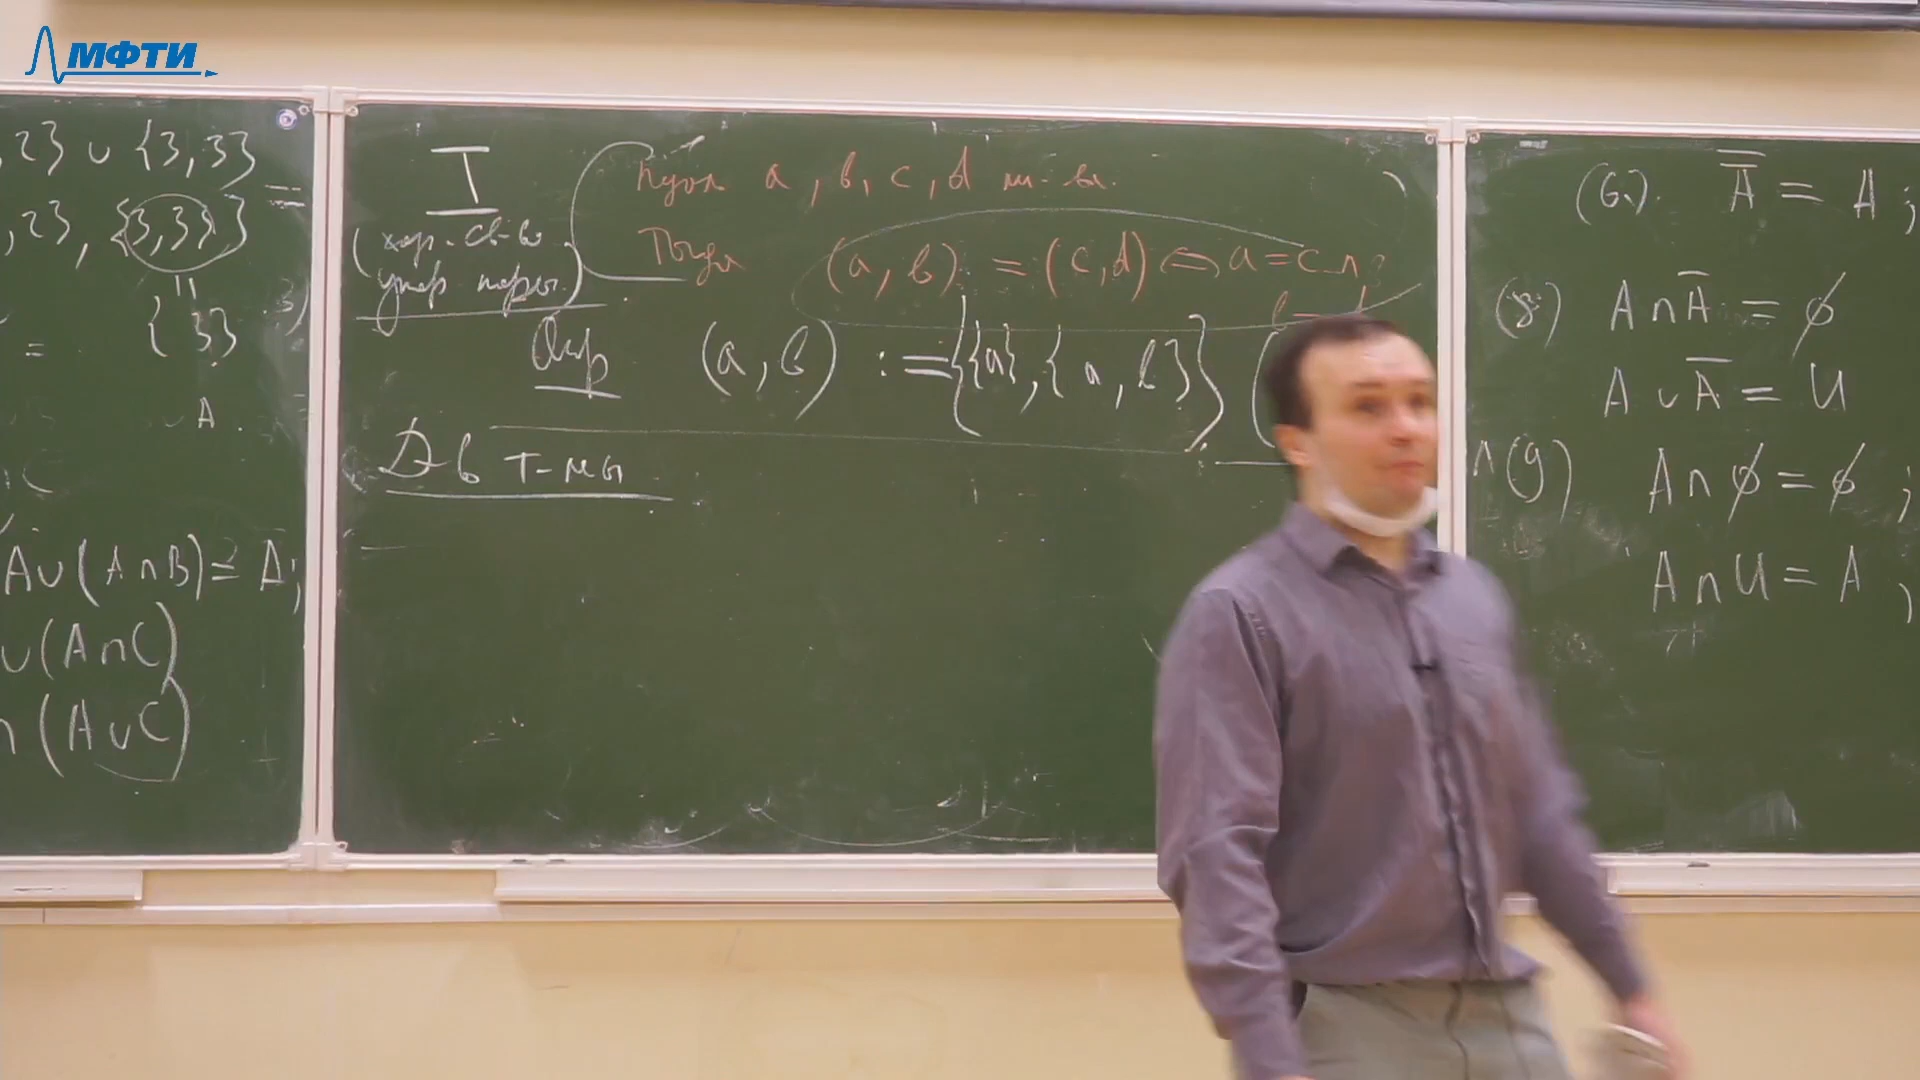 МФТИ
, 2} ∪ {3, 3}
, 2}, {3, 3}} =
{3}
=
A
A∪(A∩B) = A;
∪(A∩C)
∩(A∪C)
T
(хар. св-во
упор. пары)
Пусть a, b, c, d мн-ва.
Тогда (a, b) = (c, d) ⇔ a = c ∧
Опр (a, b) := {{a}, {a, b}}
Д-во т-мы
(6.) A̿ = A;
(8) A∩A̅ = ∅
A∪A̅ = U
(9) A∩∅ = ∅;
A∩U = A